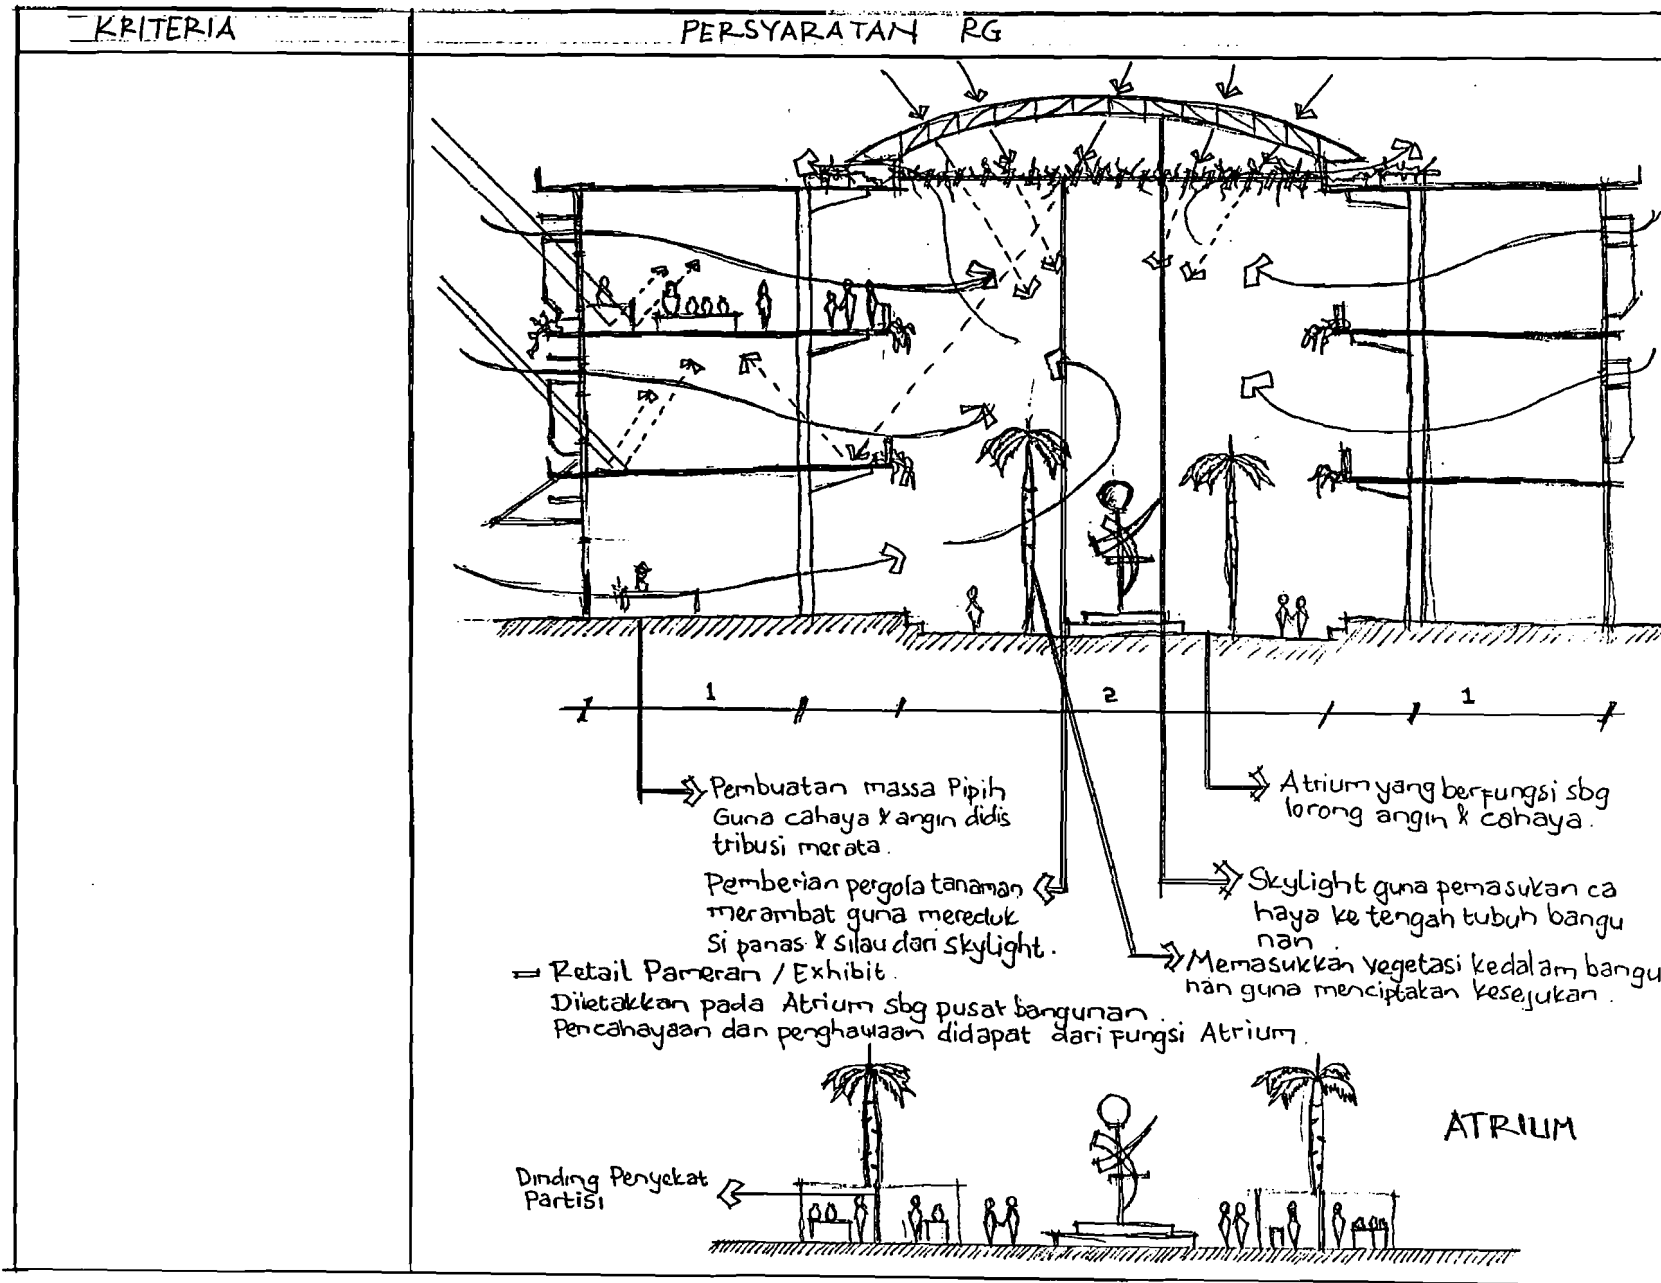 KRITERIA
PERSYARATAN RG
1
2
1
Pembuatan massa Pipih
Guna cahaya & angin didis
tribusi merata.
Pemberian pergola tanaman
merambat guna mereduk
si panas & silau dari skylight.
Atrium yang berfungsi sbg
lorong angin & cahaya.
Skylight guna pemasukan ca
haya ke tengah tubuh bangu
nan.
Memasukkan vegetasi kedalam bangu
nan guna menciptakan kesejukan.
= Retail Pameran / Exhibit.
Diletakkan pada Atrium sbg pusat bangunan.
Pencahayaan dan penghawaan didapat dari fungsi Atrium.
ATRIUM
Dinding Penyekat
Partisi